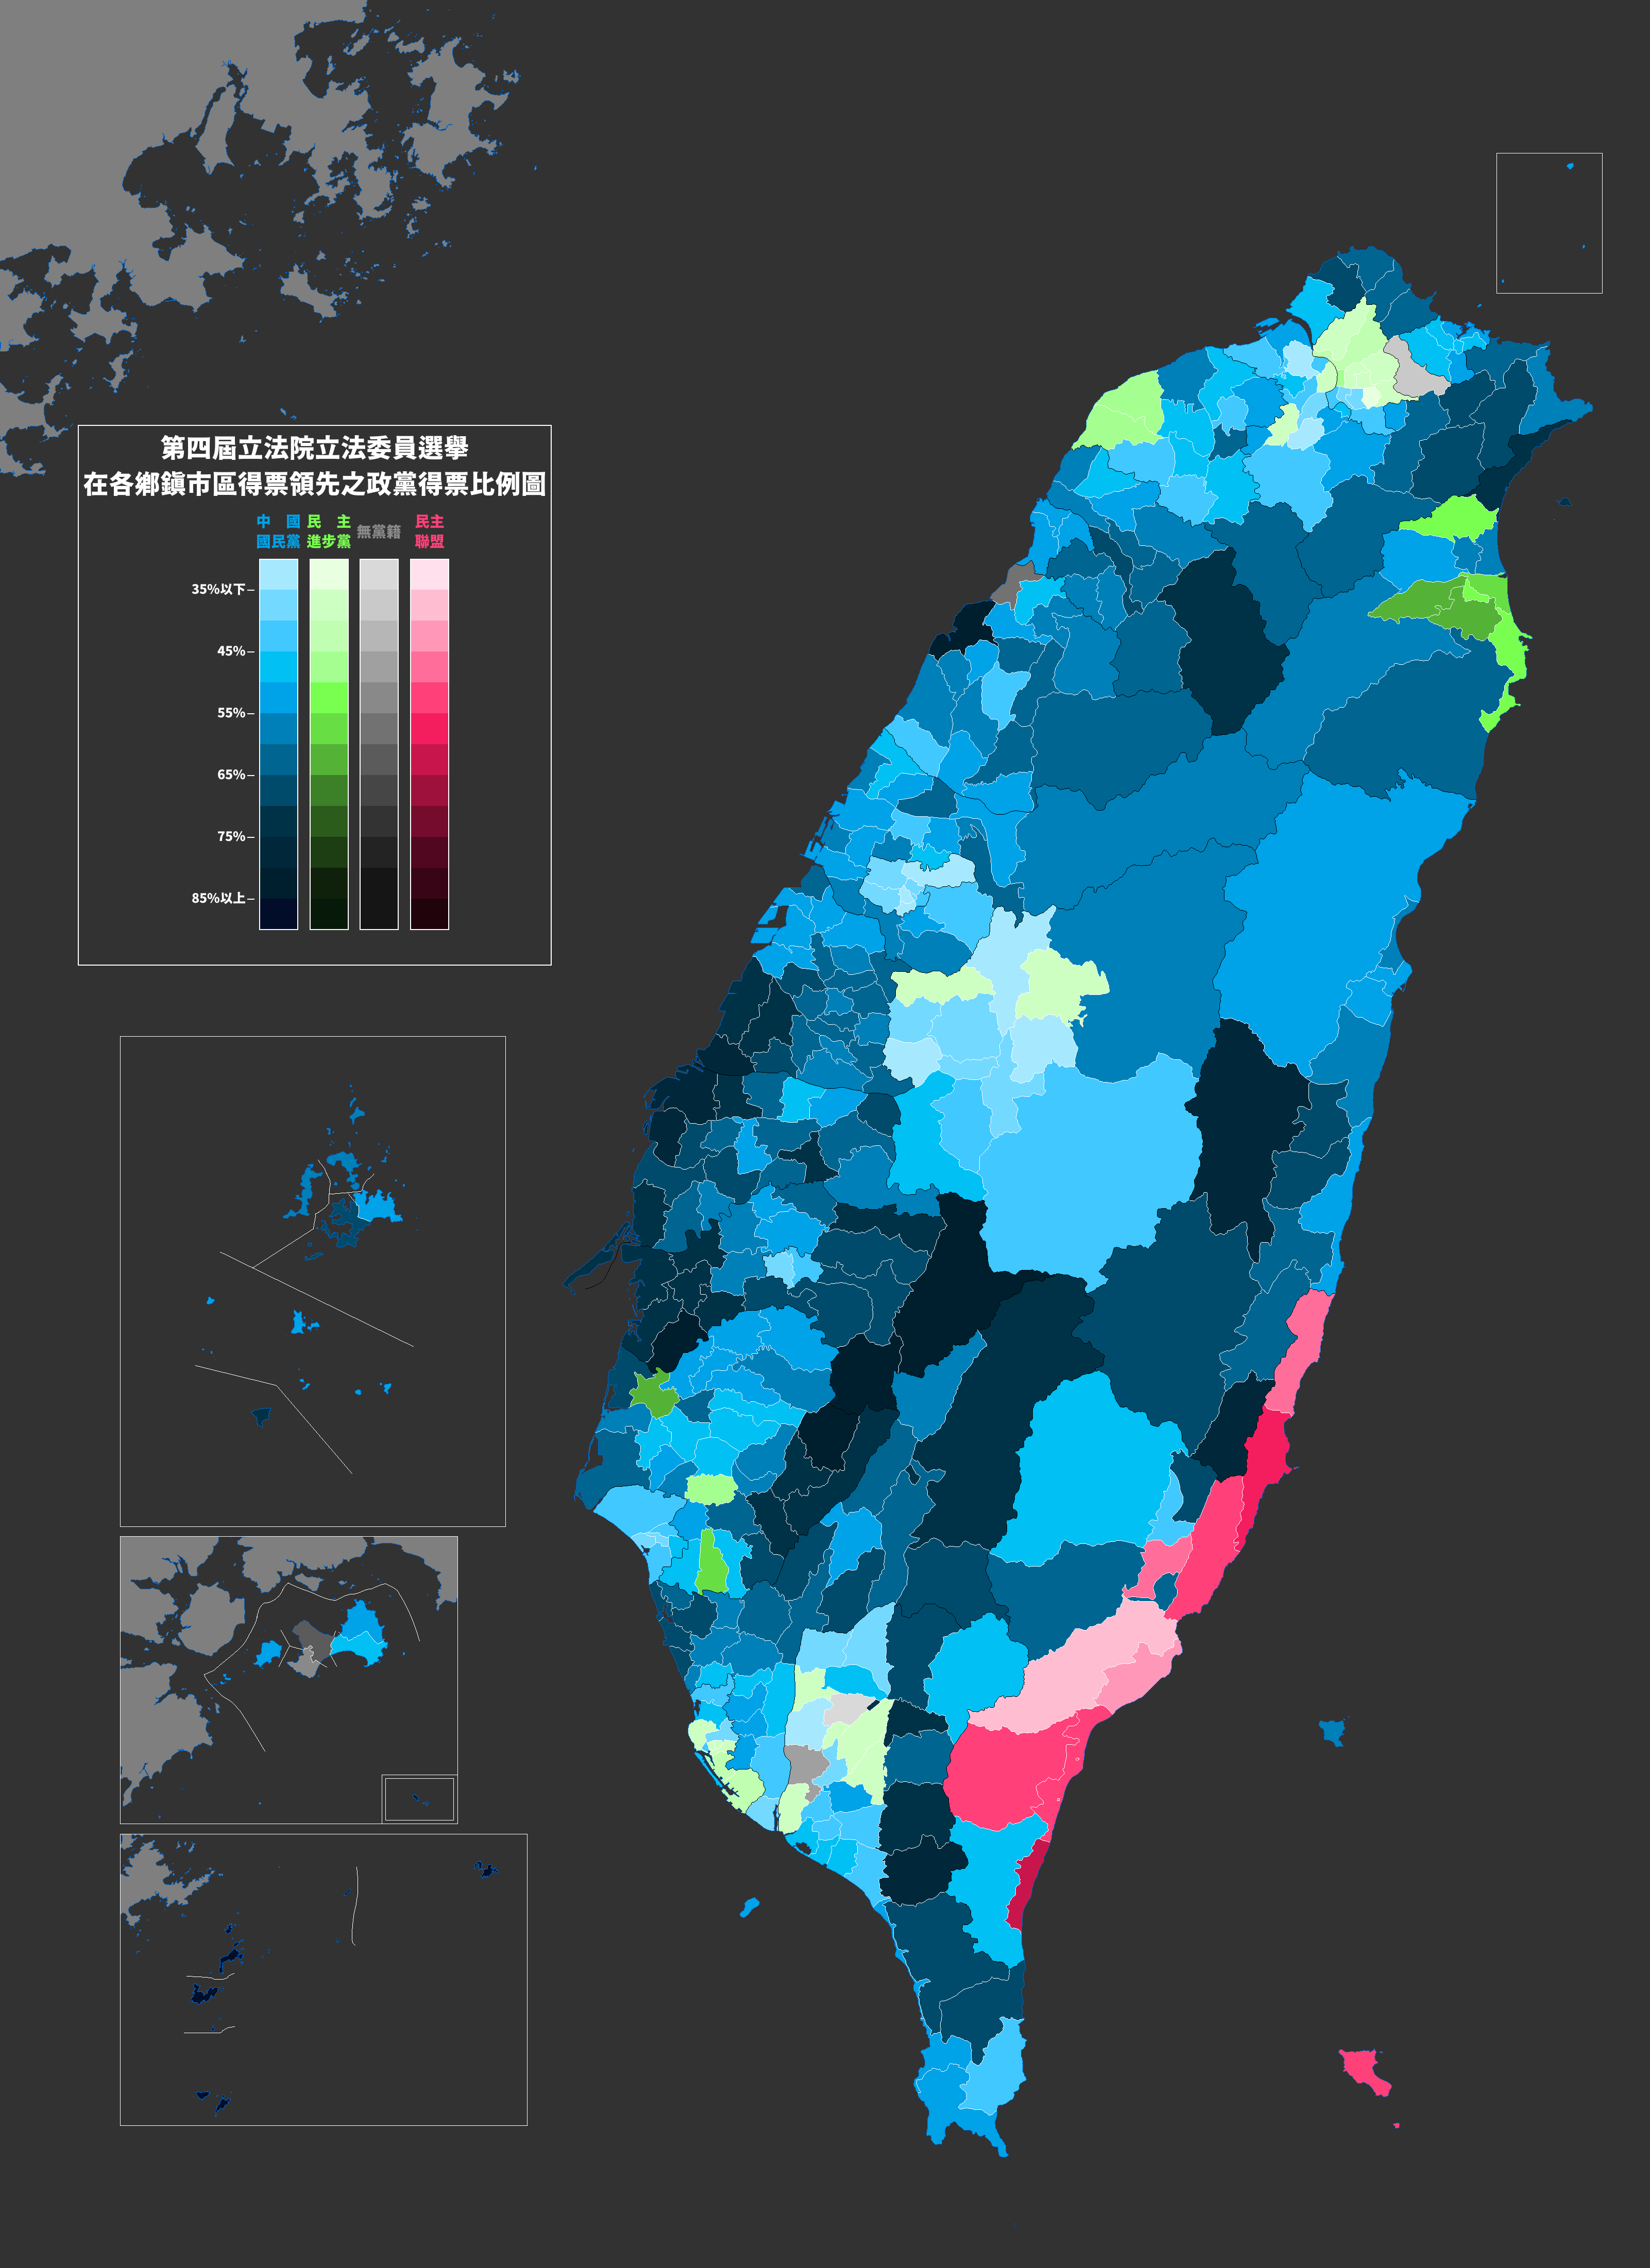 第四屆立法院立法委員選舉
在各鄉鎮市區得票領先之政黨得票比例圖
中　國
國民黨
民　主
進步黨
無黨籍
民主
聯盟
35%以下
45%
55%
65%
75%
85%以上